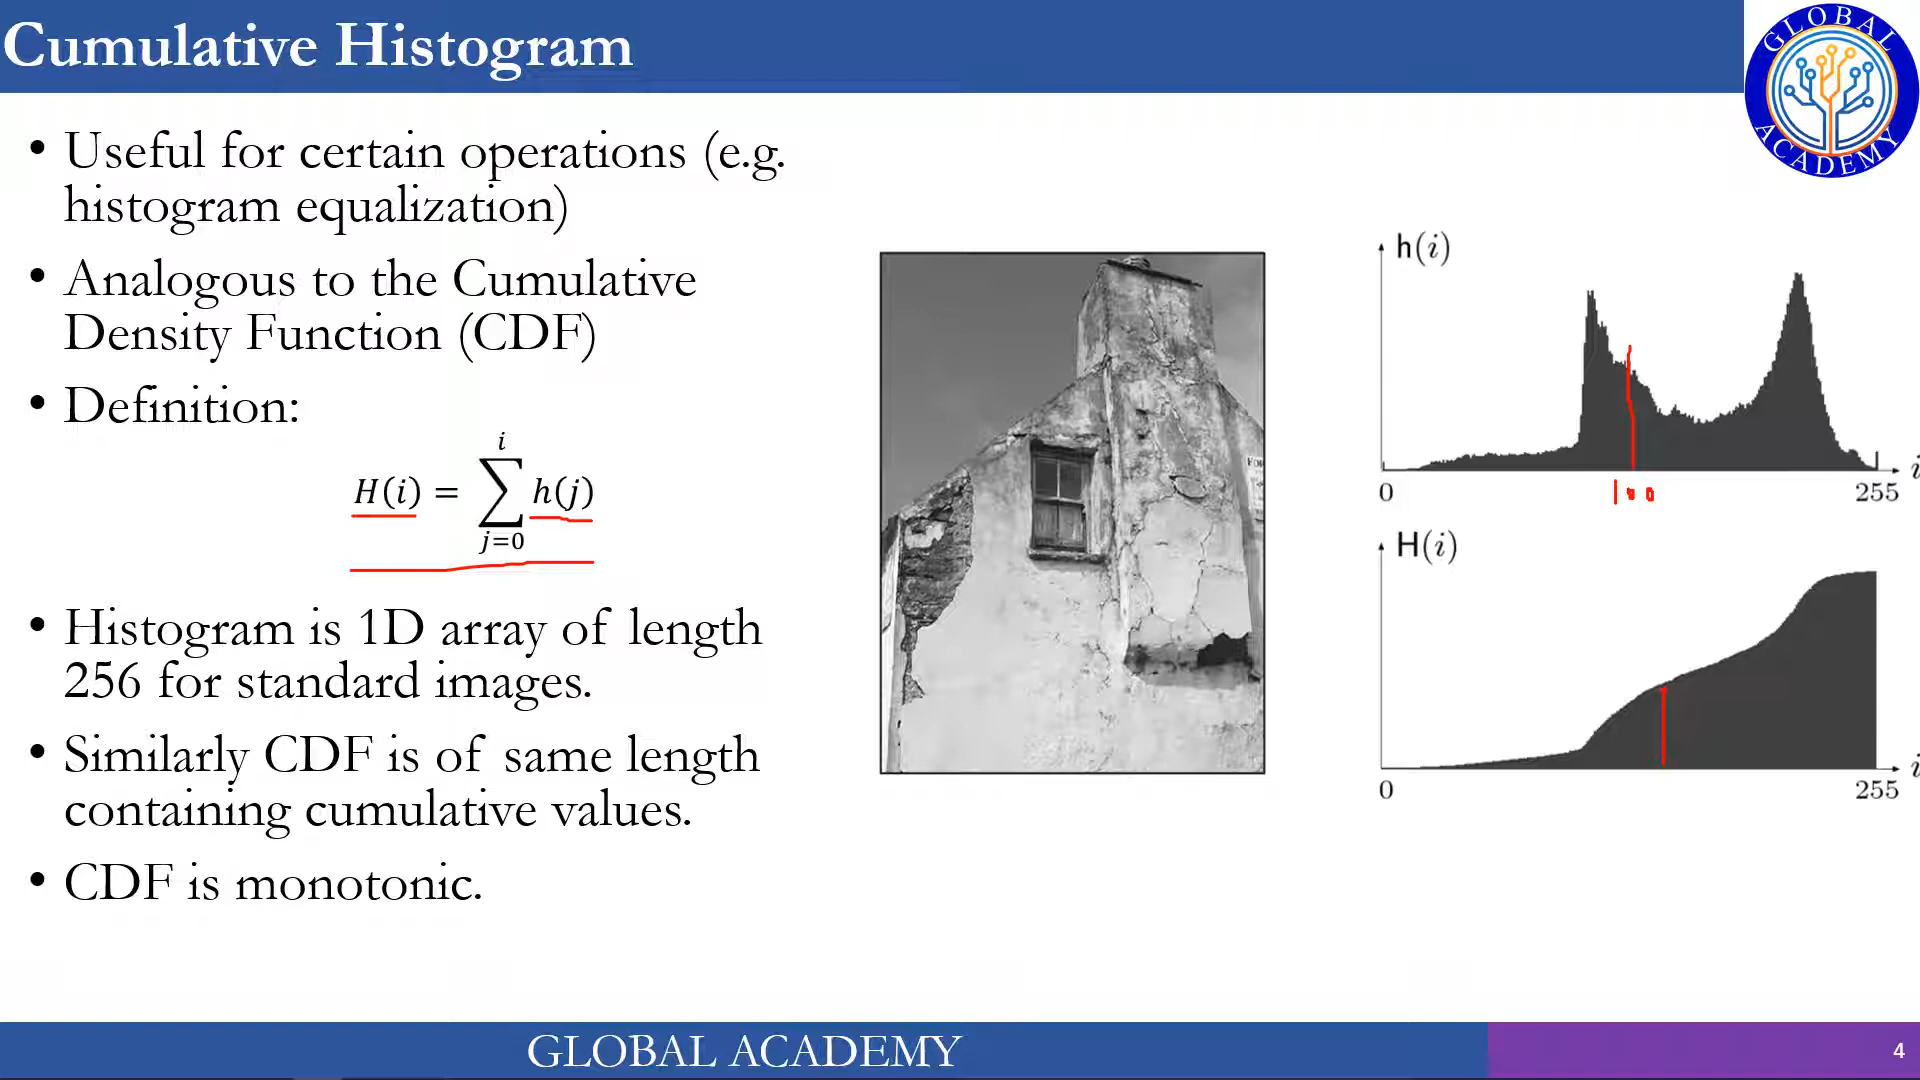 Cumulative Histogram
GLOBAL
ACADEMY
• Useful for certain operations (e.g.
histogram equalization)
• Analogous to the Cumulative
Density Function (CDF)
• Definition:
H(i) = ∑_{j=0}^{i} h(j)
• Histogram is 1D array of length
256 for standard images.
• Similarly CDF is of same length
containing cumulative values.
• CDF is monotonic.
h(i)
i
0
100
255
H(i)
i
0
255
GLOBAL ACADEMY
4